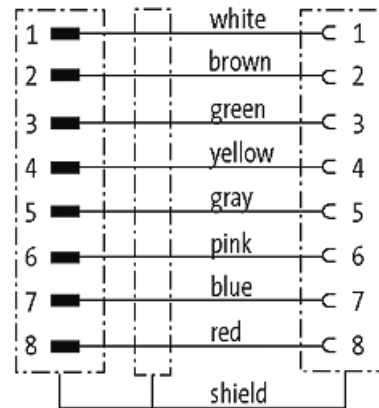 1 white 1
2 brown 2
3 green 3
4 yellow 4
5 gray 5
6 pink 6
7 blue 7
8 red 8
shield